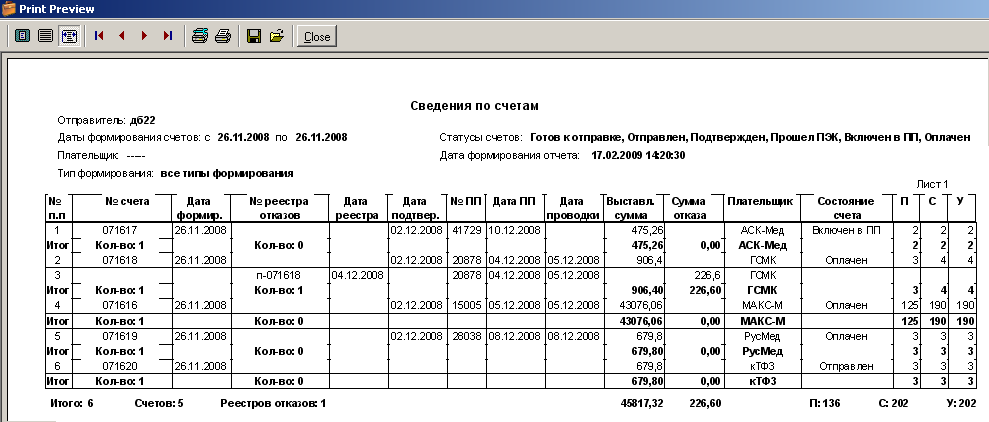 Print Preview
Close
Сведения по счетам
Отправитель: дб22
Даты формирования счетов: с 26.11.2008 по 26.11.2008 Статусы счетов: Готов к отправке, Отправлен, Подтвержден, Прошел ПЭК, Включен в ПП, Оплачен
Плательщик ----- Дата формирования отчета: 17.02.2009 14:20:30
Тип формирования: все типы формирования
Лист 1
№ п.п № счета Дата формир. № реестра отказов Дата реестра Дата подтвер. № ПП Дата ПП Дата проводки Выставл. сумма Сумма отказа Плательщик Состояние счета П С У
1 071617 26.11.2008 02.12.2008 41729 10.12.2008 475,26 АСК-Мед Включен в ПП 2 2 2
Итог Кол-во: 1 Кол-во: 0 475,26 0,00 АСК-Мед 2 2 2
2 071618 26.11.2008 02.12.2008 20878 04.12.2008 05.12.2008 906,4 ГСМК Оплачен 3 4 4
3 п-071618 04.12.2008 20878 04.12.2008 05.12.2008 226,6 ГСМК
Итог Кол-во: 1 Кол-во: 1 906,40 226,60 ГСМК 3 4 4
4 071616 26.11.2008 02.12.2008 15005 05.12.2008 05.12.2008 43076,06 МАКС-М Оплачен 125 190 190
Итог Кол-во: 1 Кол-во: 0 43076,06 0,00 МАКС-М 125 190 190
5 071619 26.11.2008 02.12.2008 28038 08.12.2008 08.12.2008 679,8 РусМед Оплачен 3 3 3
Итог Кол-во: 1 Кол-во: 0 679,80 0,00 РусМед 3 3 3
6 071620 26.11.2008 679,8 кТФЗ Отправлен 3 3 3
Итог Кол-во: 1 Кол-во: 0 679,80 0,00 кТФЗ 3 3 3
Итого: 6 Счетов: 5 Реестров отказов: 1 45817,32 226,60 П: 136 С: 202 У: 202